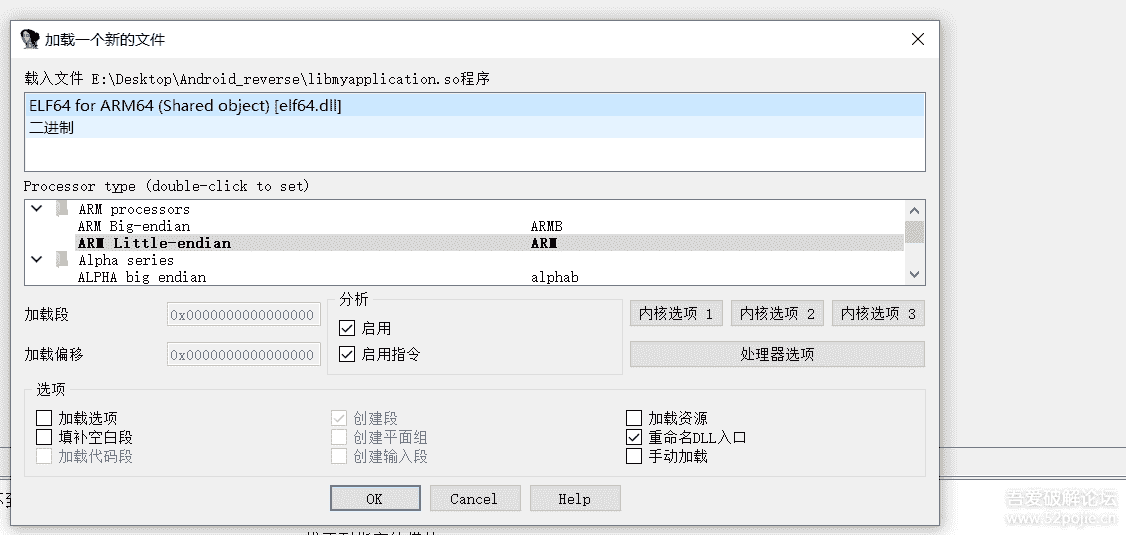 加载一个新的文件
载入文件 E:\Desktop\Android_reverse\libmyapplication.so程序
ELF64 for ARM64 (Shared object) [elf64.dll]
二进制
Processor type (double-click to set)
ARM processors
ARM Big-endian ARMB
ARM Little-endian ARM
Alpha series
ALPHA big endian alphab
加载段 0x0000000000000000
加载偏移 0x0000000000000000
分析
启用
启用指令
内核选项 1 内核选项 2 内核选项 3
处理器选项
选项
加载选项 创建段 加载资源
填补空白段 创建平面组 重命名DLL入口
加载代码段 创建输入段 手动加载
OK Cancel Help
吾爱破解论坛
www.52pojie.cn